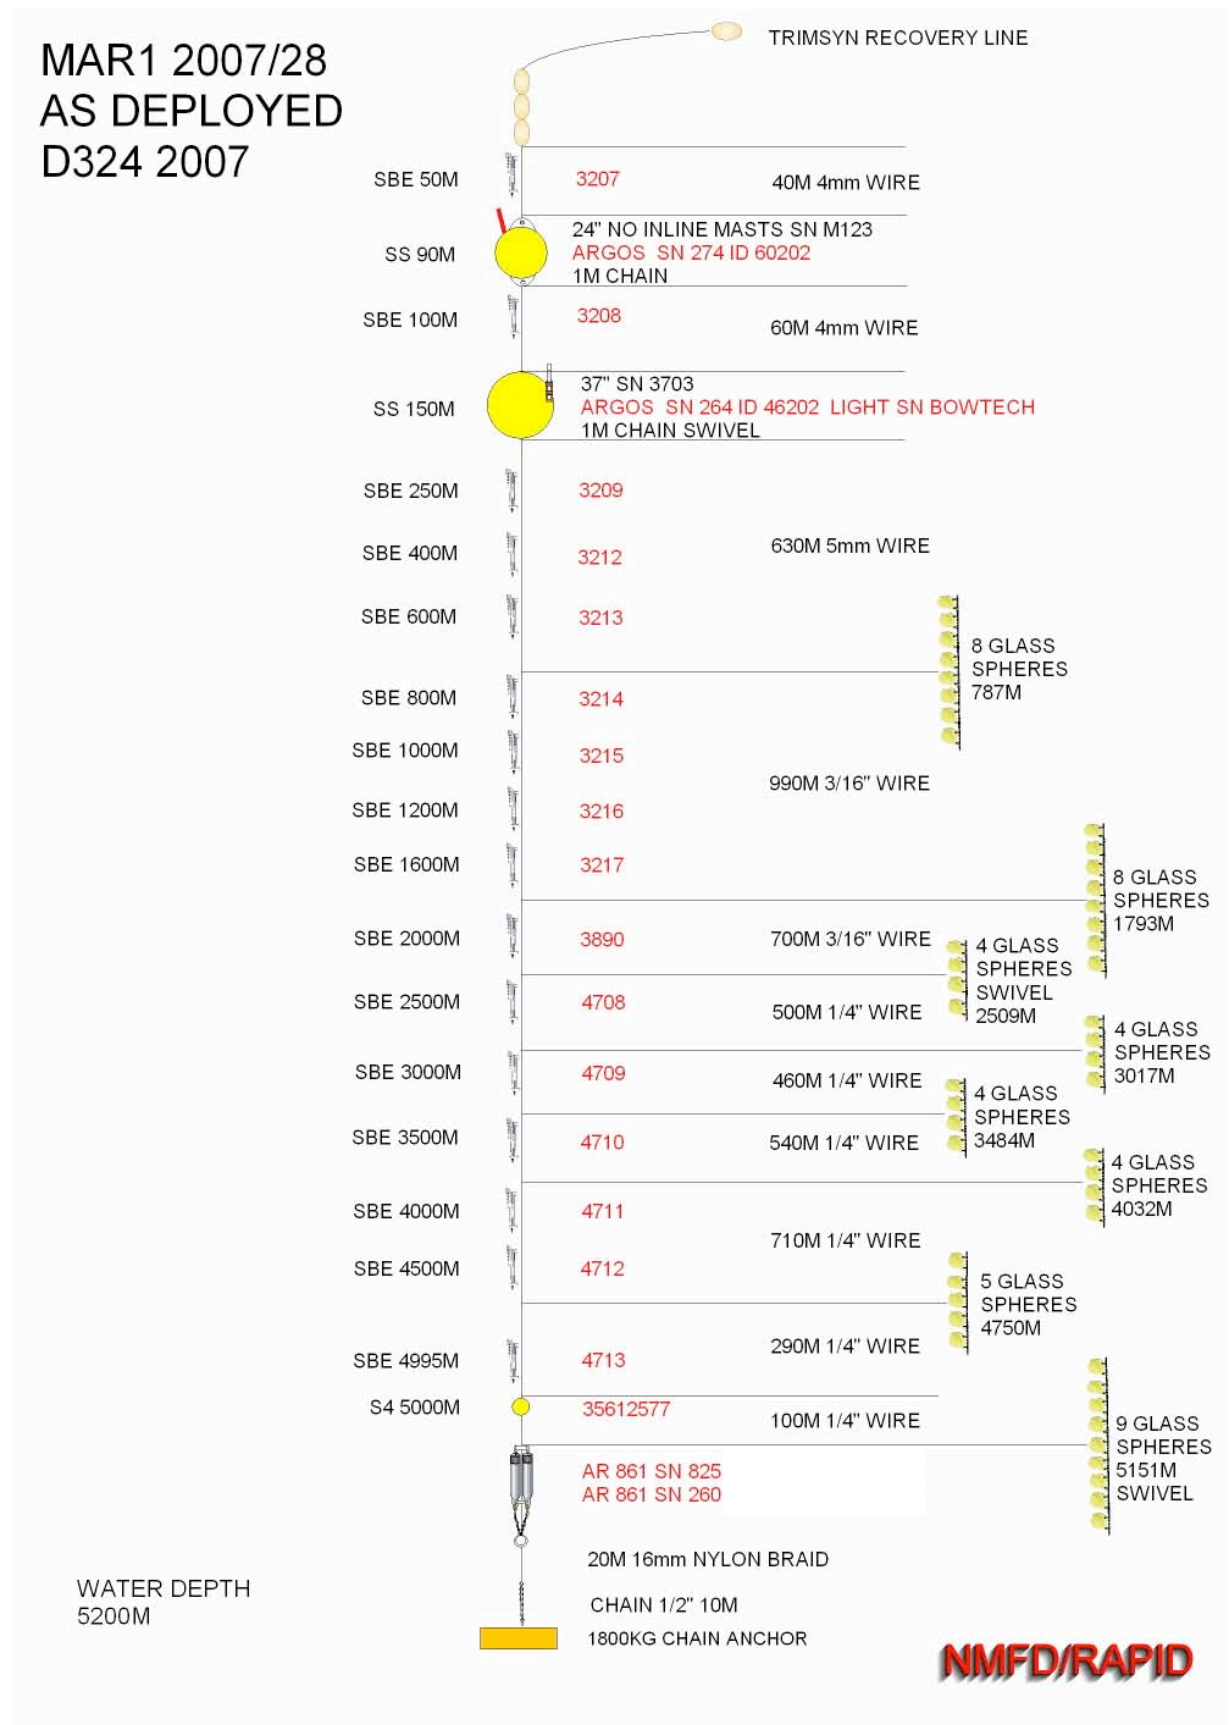 MAR1 2007/28
AS DEPLOYED
D324 2007
TRIMSYN RECOVERY LINE
SBE 50M
3207
40M 4mm WIRE
SS 90M
24" NO INLINE MASTS SN M123
ARGOS SN 274 ID 60202
1M CHAIN
SBE 100M
3208
60M 4mm WIRE
SS 150M
37" SN 3703
ARGOS SN 264 ID 46202 LIGHT SN BOWTECH
1M CHAIN SWIVEL
SBE 250M
3209
630M 5mm WIRE
SBE 400M
3212
SBE 600M
3213
8 GLASS
SPHERES
787M
SBE 800M
3214
SBE 1000M
3215
990M 3/16" WIRE
SBE 1200M
3216
SBE 1600M
3217
8 GLASS
SPHERES
1793M
SBE 2000M
3890
700M 3/16" WIRE
4 GLASS
SPHERES
SWIVEL
2509M
SBE 2500M
4708
500M 1/4" WIRE
4 GLASS
SPHERES
3017M
SBE 3000M
4709
460M 1/4" WIRE
4 GLASS
SPHERES
3484M
SBE 3500M
4710
540M 1/4" WIRE
4 GLASS
SPHERES
4032M
SBE 4000M
4711
710M 1/4" WIRE
SBE 4500M
4712
5 GLASS
SPHERES
4750M
290M 1/4" WIRE
SBE 4995M
4713
S4 5000M
35612577
100M 1/4" WIRE
9 GLASS
SPHERES
5151M
SWIVEL
AR 861 SN 825
AR 861 SN 260
20M 16mm NYLON BRAID
WATER DEPTH
5200M
CHAIN 1/2" 10M
1800KG CHAIN ANCHOR
NMFD/RAPID